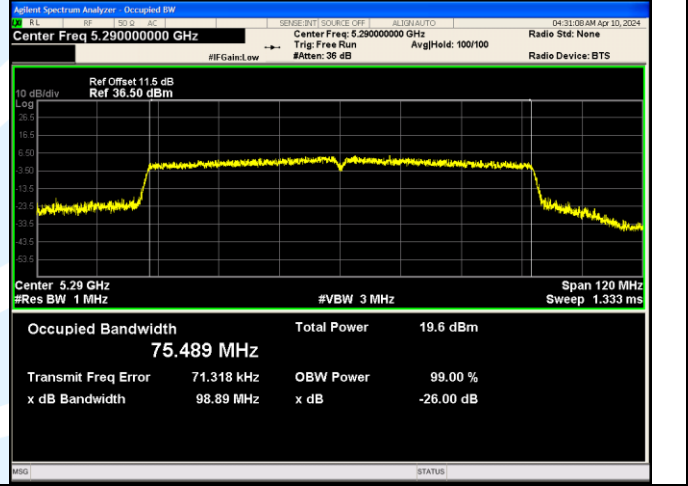 Agilent Spectrum Analyzer - Occupied BW
RL RF 50 Ω AC SENSE:INT SOURCE OFF ALIGN AUTO 04:31:08 AM Apr 10, 2024
Center Freq 5.290000000 GHz Center Freq: 5.290000000 GHz Radio Std: None
Trig: Free Run Avg|Hold: 100/100
#IFGain:Low #Atten: 36 dB Radio Device: BTS
Ref Offset 11.5 dB
10 dB/div Ref 36.50 dBm
Log
26.5
16.5
6.50
-3.50
-13.5
-23.5
-33.5
-43.5
-53.5
Center 5.29 GHz Span 120 MHz
#Res BW 1 MHz #VBW 3 MHz Sweep 1.333 ms
Occupied Bandwidth Total Power 19.6 dBm
75.489 MHz
Transmit Freq Error 71.318 kHz OBW Power 99.00 %
x dB Bandwidth 98.89 MHz x dB -26.00 dB
MSG STATUS